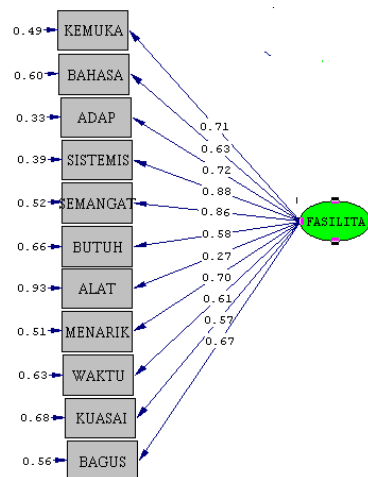 0.49 KEMUKA
0.60 BAHASA
0.33 ADAP
0.39 SISTEMIS
0.52 SEMANGAT
0.66 BUTUH
0.93 ALAT
0.51 MENARIK
0.63 WAKTU
0.68 KUASAI
0.56 BAGUS
0.71
0.63
0.72
0.88
0.86
0.58
0.27
0.70
0.61
0.57
0.67
FASILITA